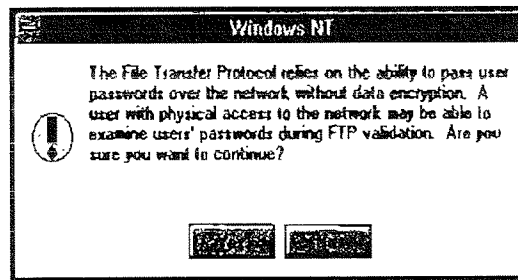 Windows NT
The File Transfer Protocol relies on the ability to pass user
passwords over the network without data encryption. A
user with physical access to the network may be able to
examine users' passwords during FTP validation. Are you
sure you want to continue?